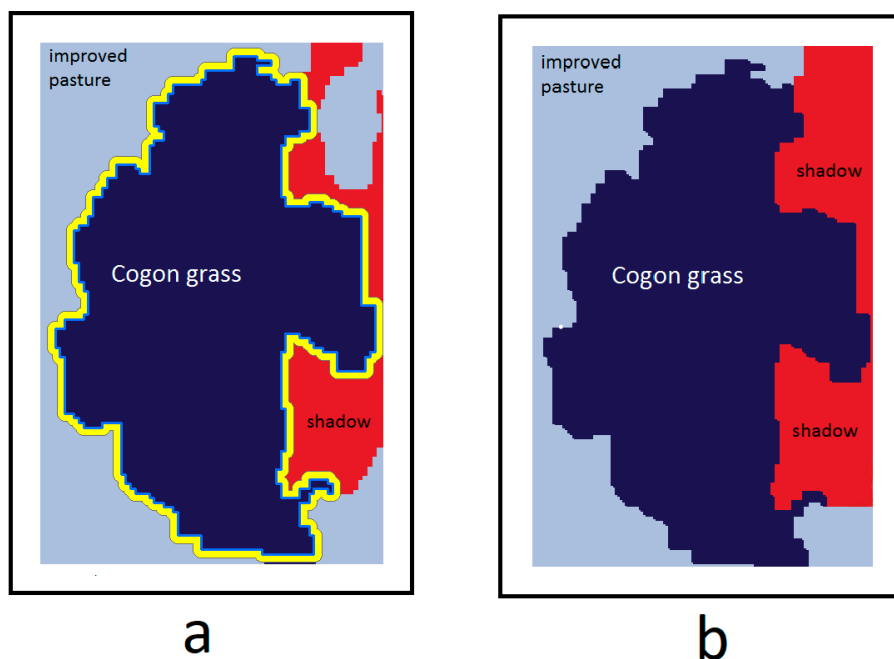 improved
pasture
Cogon grass
shadow
a
improved
pasture
shadow
Cogon grass
shadow
b